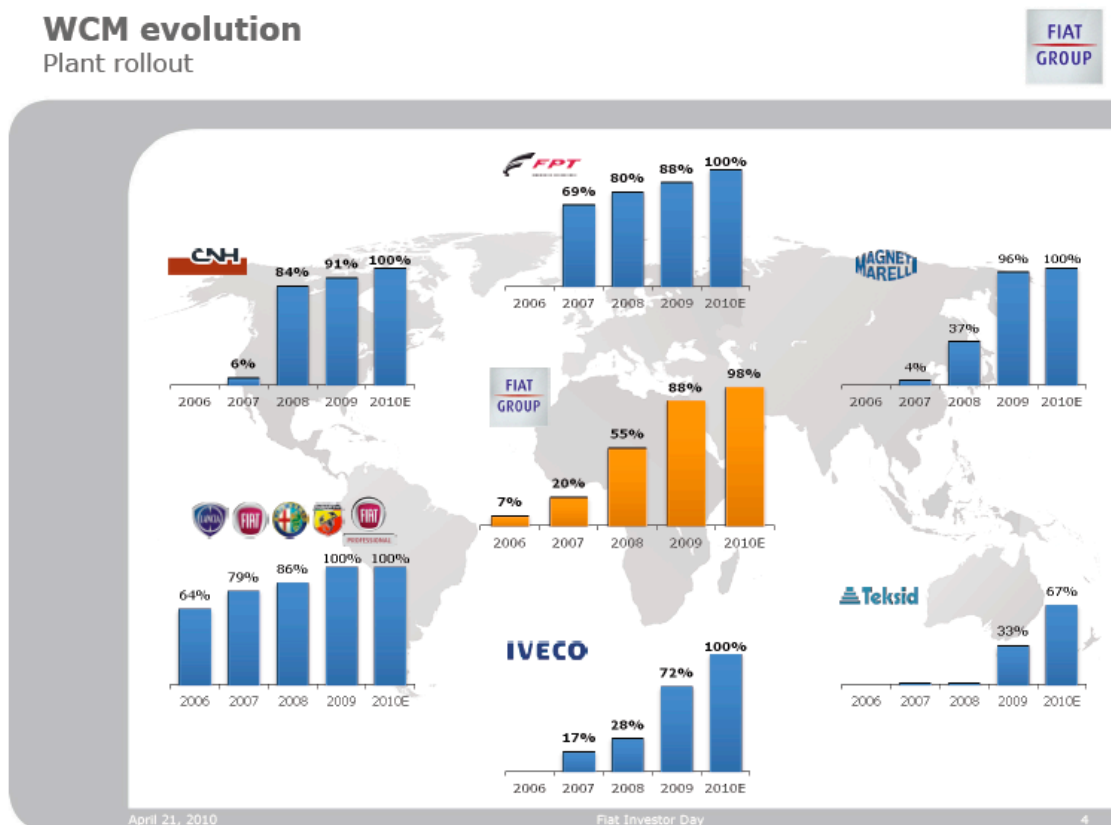 WCM evolution
Plant rollout
FIAT
GROUP
FPT
69%
80%
88%
100%
2006 2007 2008 2009 2010E
CNH
6%
84%
91%
100%
2006 2007 2008 2009 2010E
MAGNETI
MARELLI
4%
37%
96%
100%
2006 2007 2008 2009 2010E
FIAT
GROUP
7%
20%
55%
88%
98%
2006 2007 2008 2009 2010E
LANCIA
FIAT
FIAT
PROFESSIONAL
64%
79%
86%
100%
100%
2006 2007 2008 2009 2010E
IVECO
17%
28%
72%
100%
2006 2007 2008 2009 2010E
Teksid
33%
67%
2006 2007 2008 2009 2010E
April 21, 2010
Fiat Investor Day
4